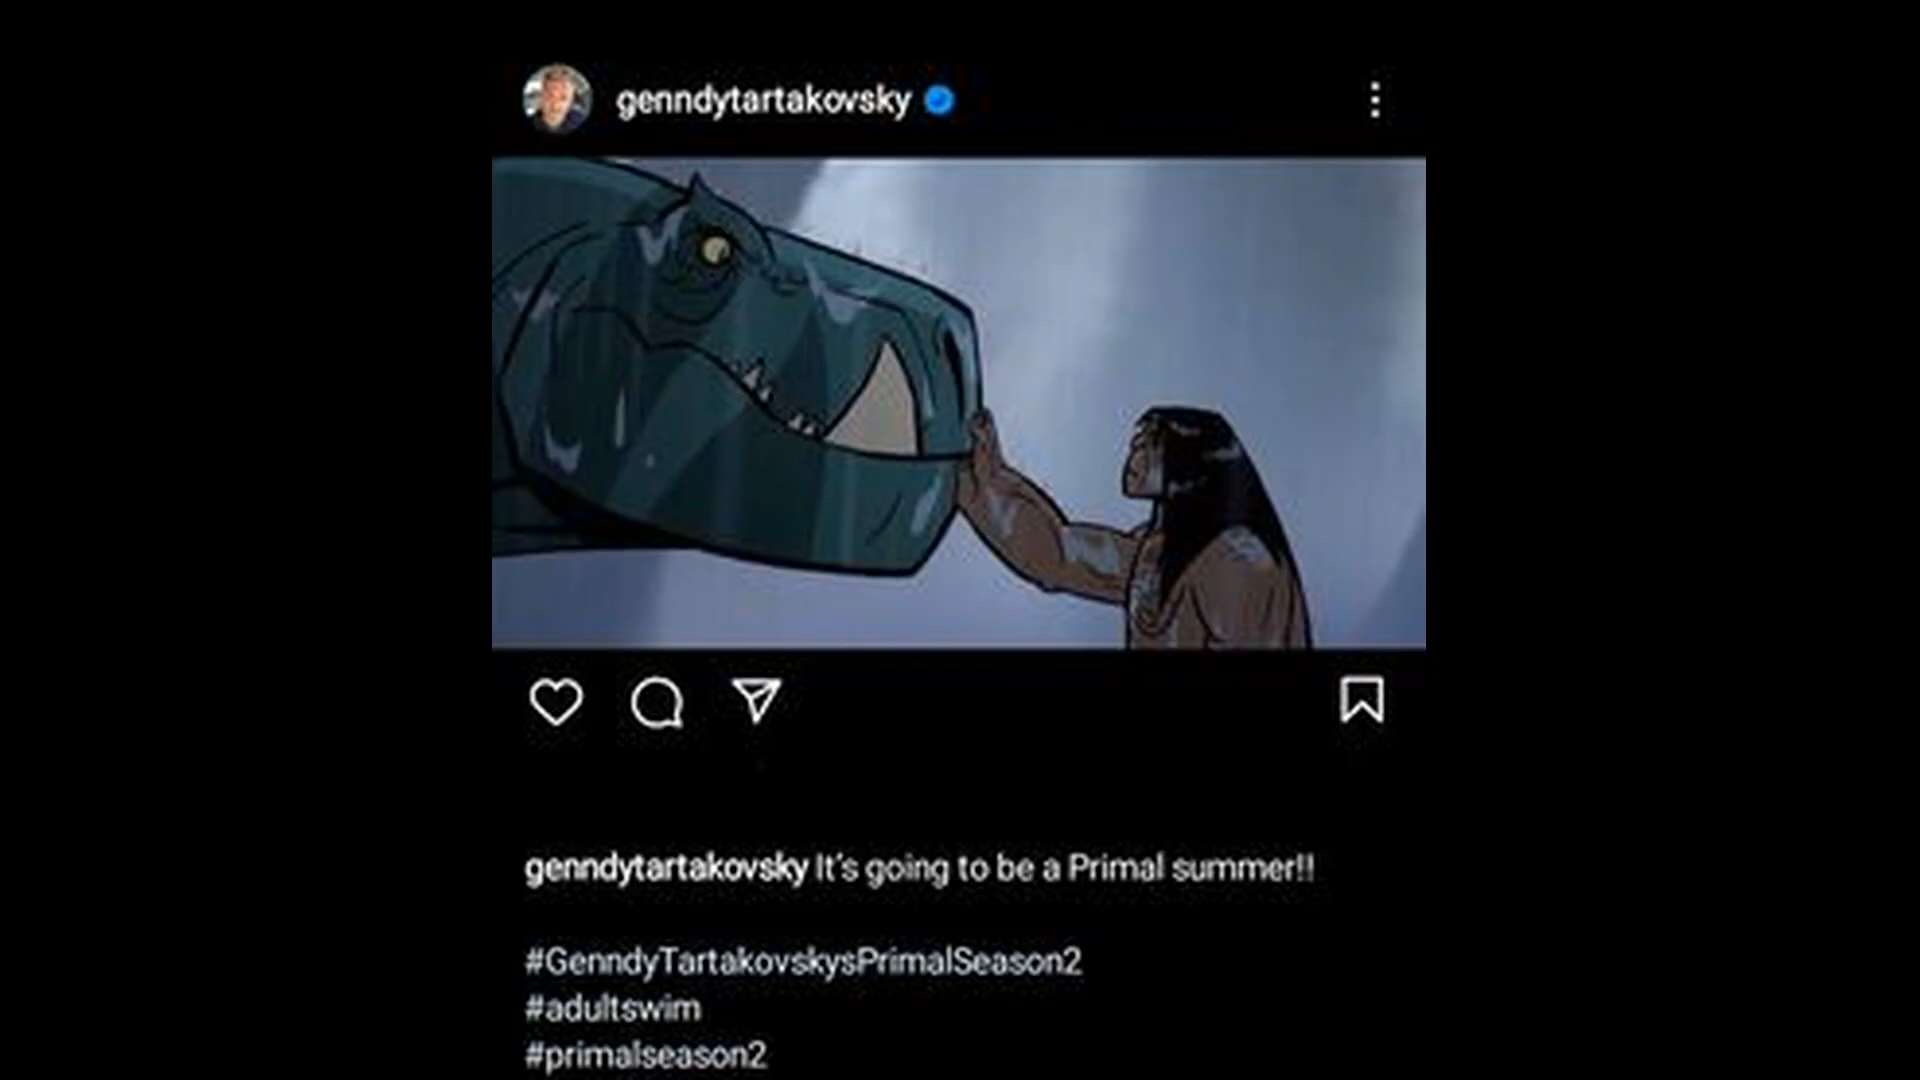 genndytartakovsky
genndytartakovsky It's going to be a Primal summer!!
#GenndyTartakovskysPrimalSeason2
#adultswim
#primalseason2